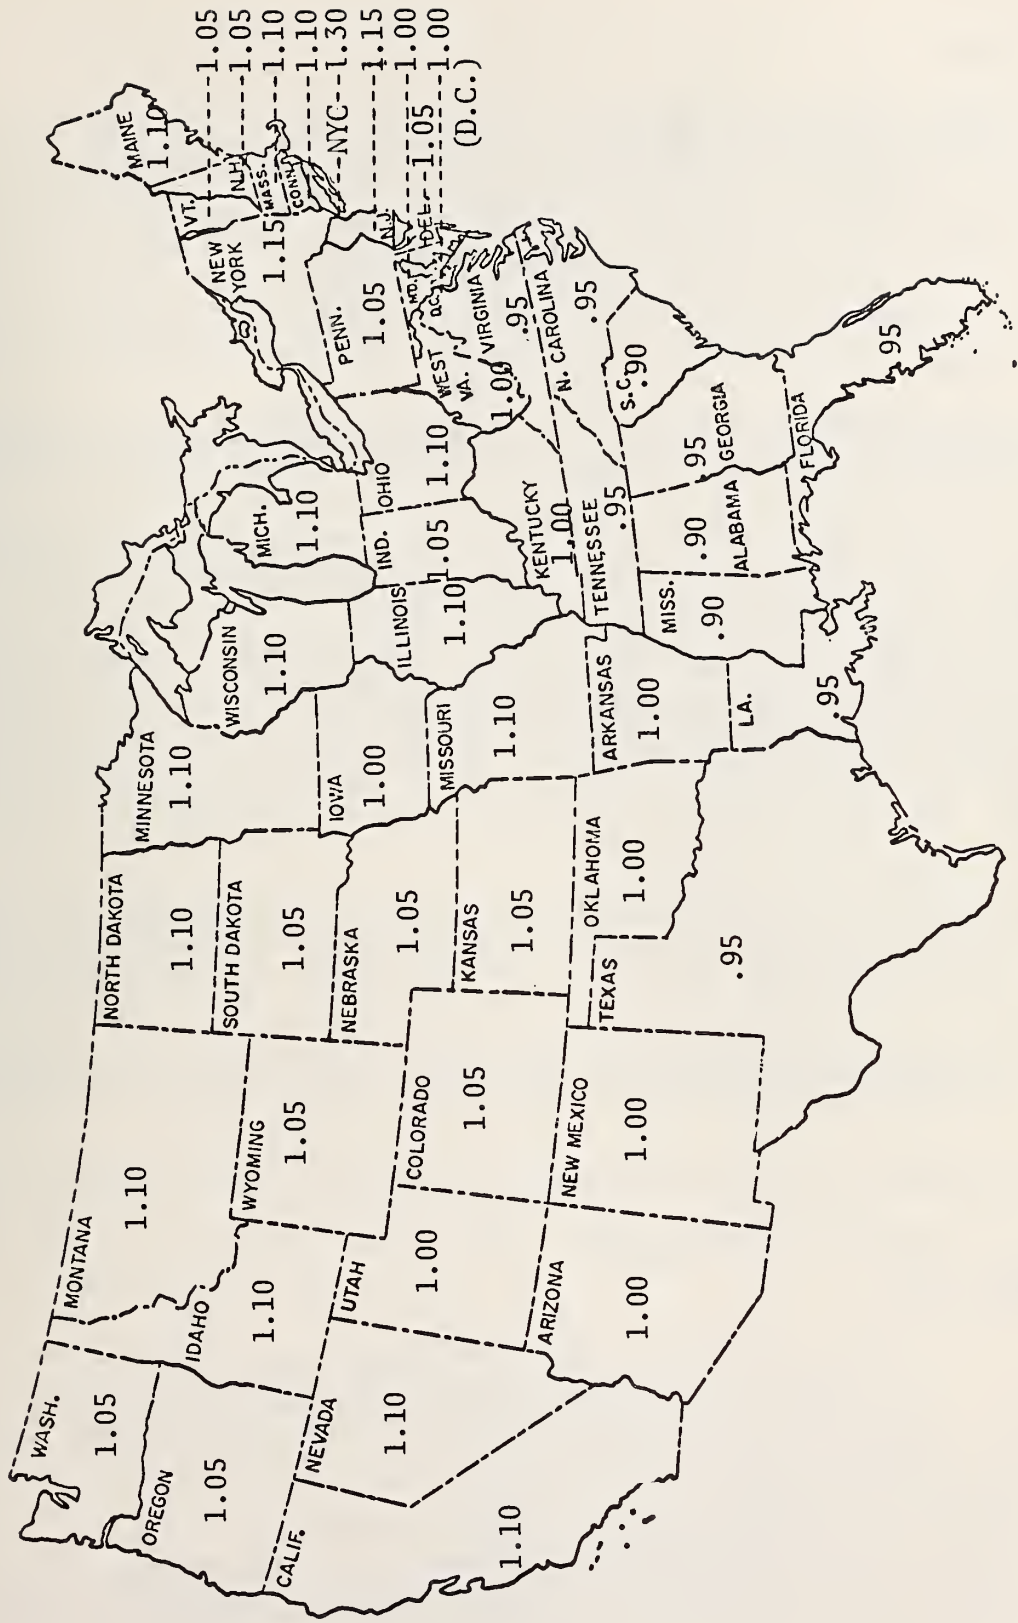 WASH.
1.05
OREGON
1.05
CALIF.
1.10
NEVADA
1.10
IDAHO
1.10
MONTANA
1.10
WYOMING
1.05
UTAH
1.00
ARIZONA
1.00
COLORADO
1.05
NEW MEXICO
1.00
NORTH DAKOTA
1.10
SOUTH DAKOTA
1.05
NEBRASKA
1.05
KANSAS
1.05
OKLAHOMA
1.00
TEXAS
.95
MINNESOTA
1.10
IOWA
1.00
MISSOURI
1.10
ARKANSAS
1.00
LA.
.95
WISCONSIN
1.10
ILLINOIS
1.10
MICH.
1.10
IND.
1.05
OHIO
1.10
KENTUCKY
1.00
TENNESSEE
.95
MISS.
.90
ALABAMA
.90
GEORGIA
.95
FLORIDA
.95
S.C.
.90
N. CAROLINA
.95
VIRGINIA
.95
WEST
VA.
1.00
PENN.
1.05
NEW
YORK
1.15
MAINE
1.10
VT.
1.05
N.H.
1.05
MASS.
1.10
CONN.
1.10
NYC 1.30
N.J.
1.15
MD.
1.00
DEL. 1.05
D.C.
1.00
(D.C.)